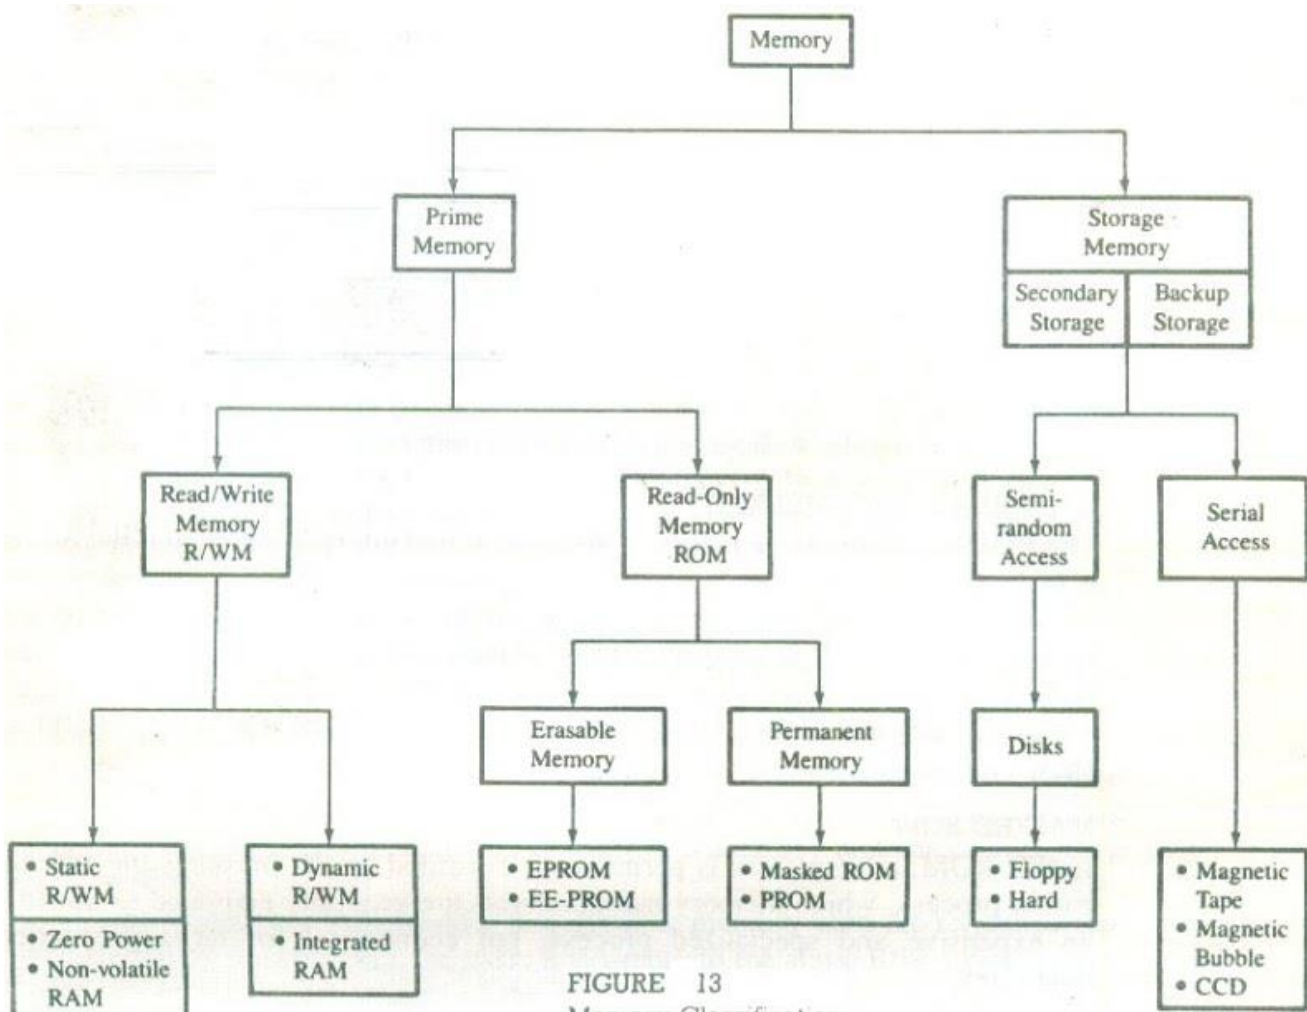 Memory
Prime
Memory
Storage
Memory
Secondary
Storage
Backup
Storage
Read/Write
Memory
R/WM
Read-Only
Memory
ROM
Semi-
random
Access
Serial
Access
Erasable
Memory
Permanent
Memory
Disks
• Static
R/WM
• Zero Power
• Non-volatile
RAM
• Dynamic
R/WM
• Integrated
RAM
• EPROM
• EE-PROM
• Masked ROM
• PROM
• Floppy
• Hard
• Magnetic
Tape
• Magnetic
Bubble
• CCD
FIGURE 13
Memory Classification